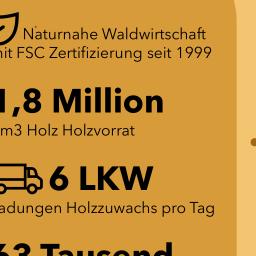 Naturnahe Waldwirtschaft
mit FSC Zertifizierung seit 1999
1,8 Million
m3 Holz Holzvorrat
6 LKW
adungen Holzzuwachs pro Tag
63 Tausend